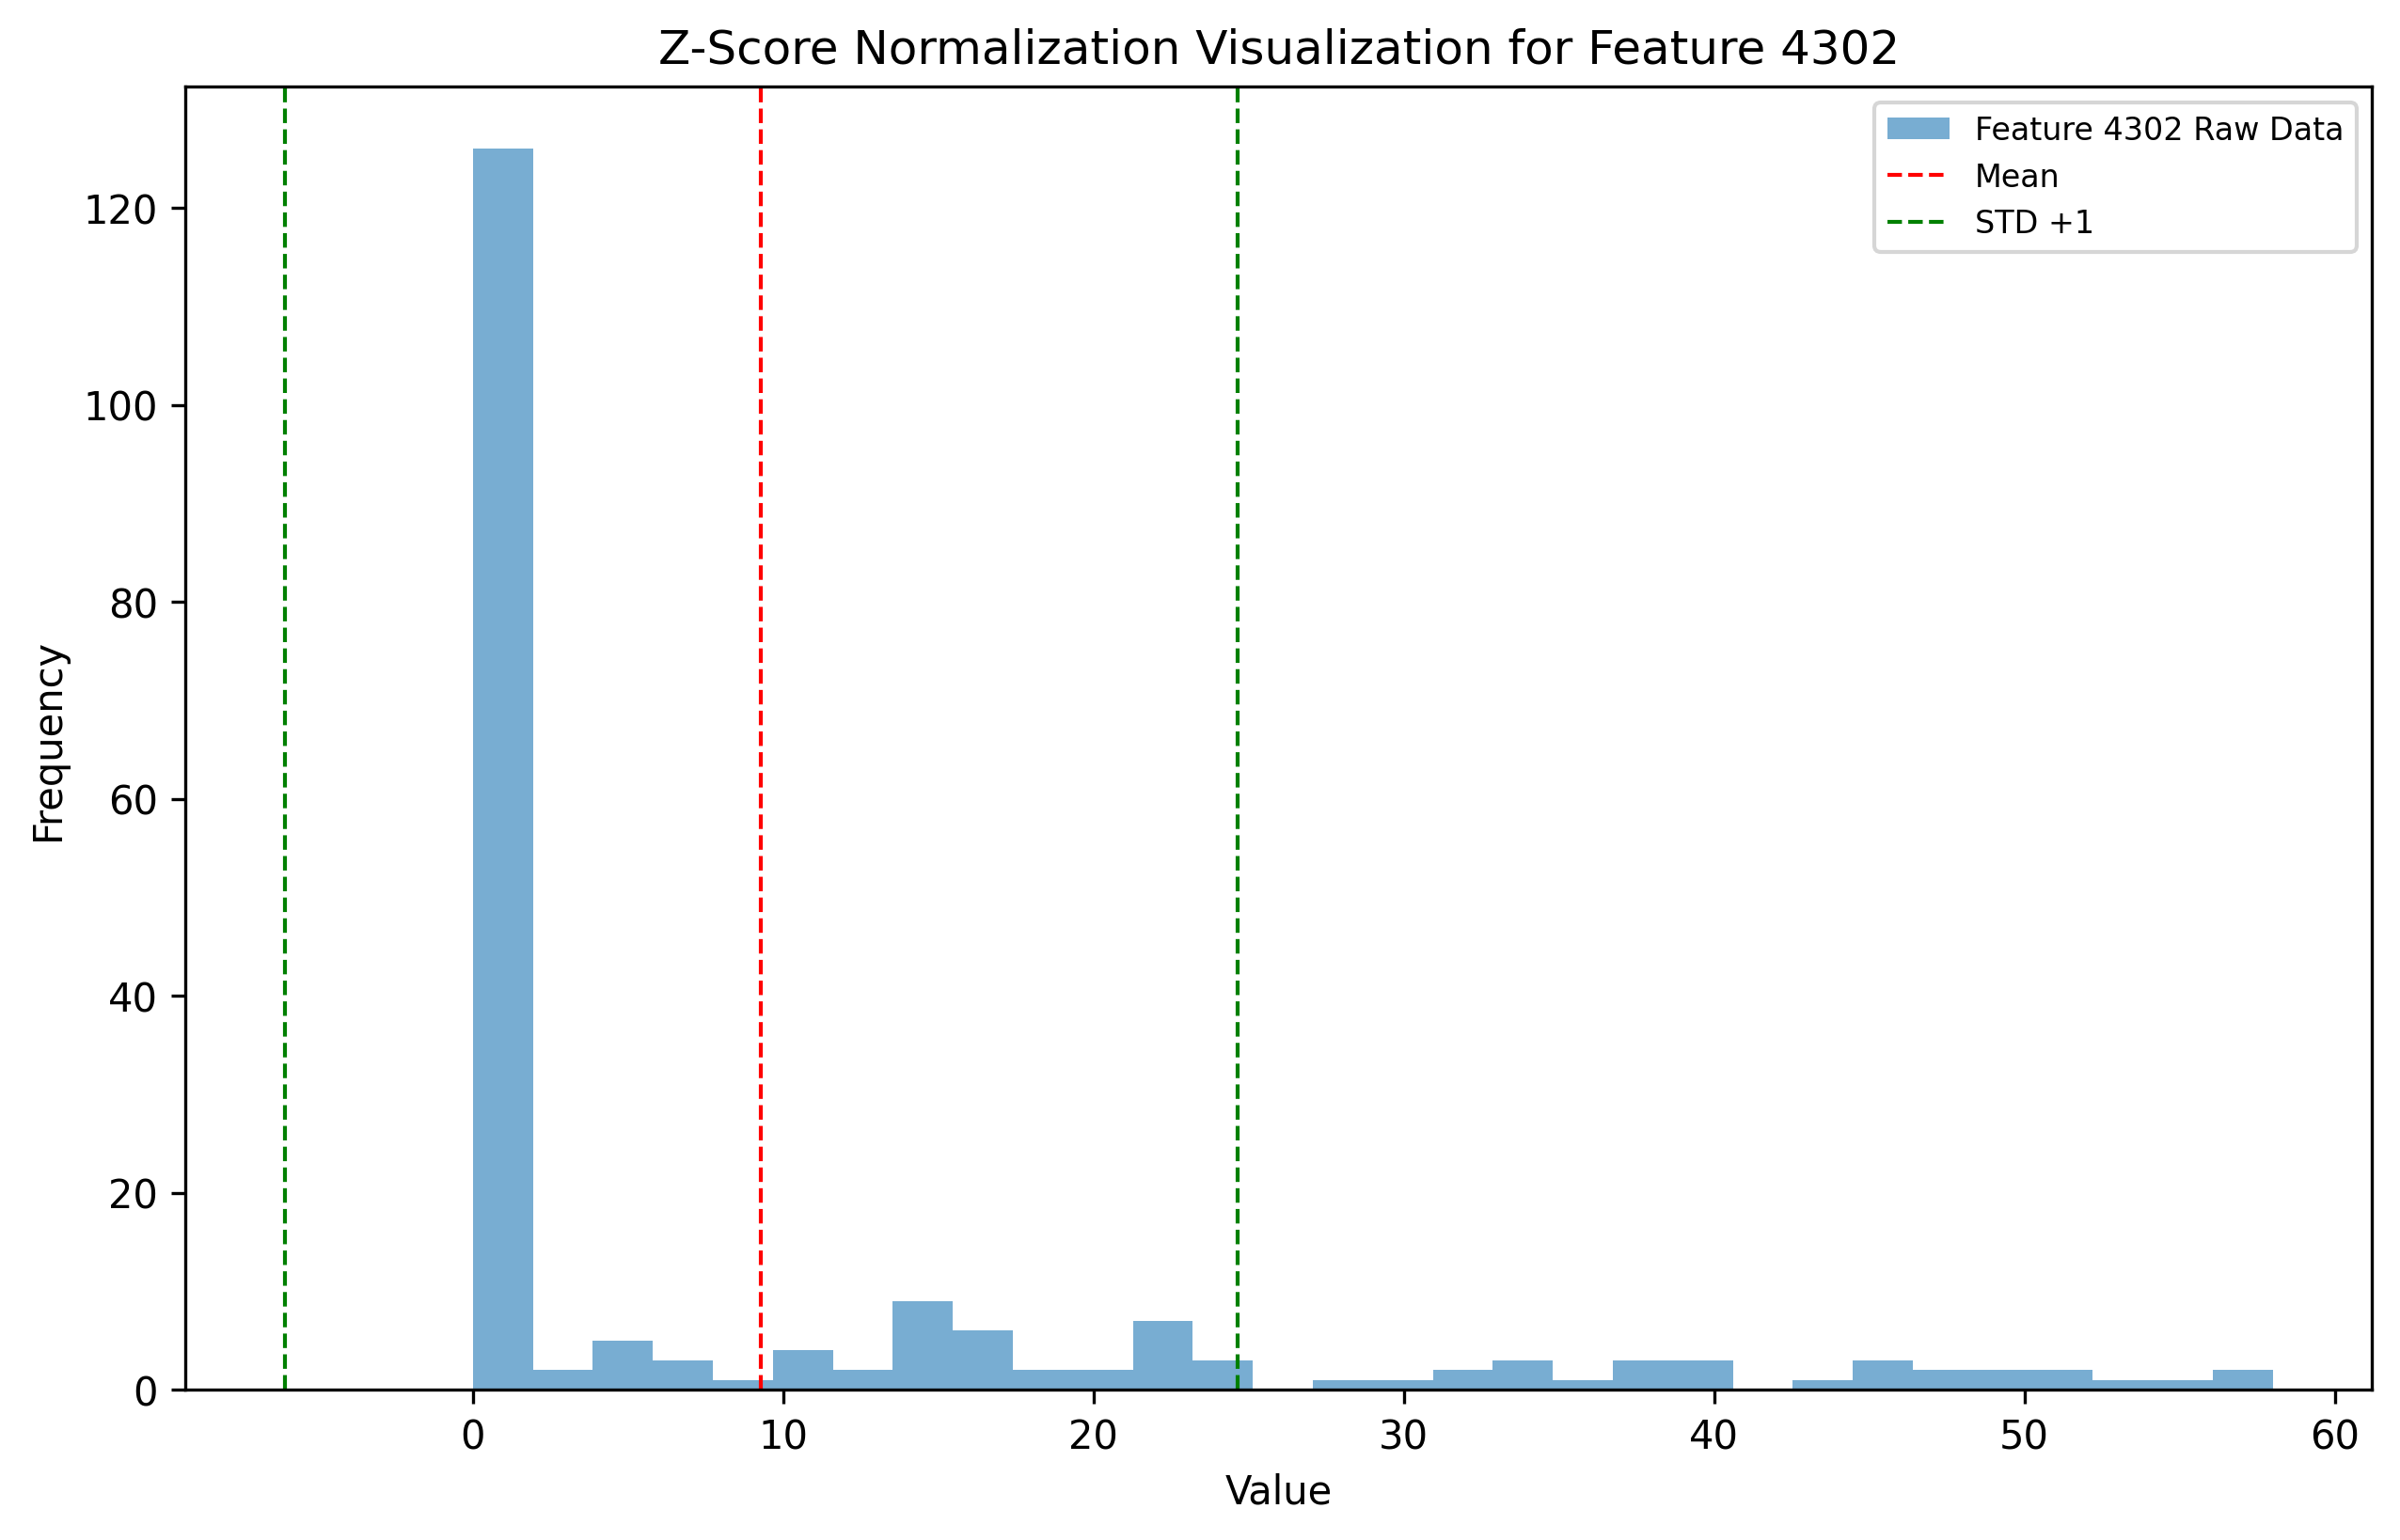 Z-Score Normalization Visualization for Feature 4302
Feature 4302 Raw Data
Mean
STD +1
Frequency
120
100
80
60
40
20
0
0 10 20 30 40 50 60
Value